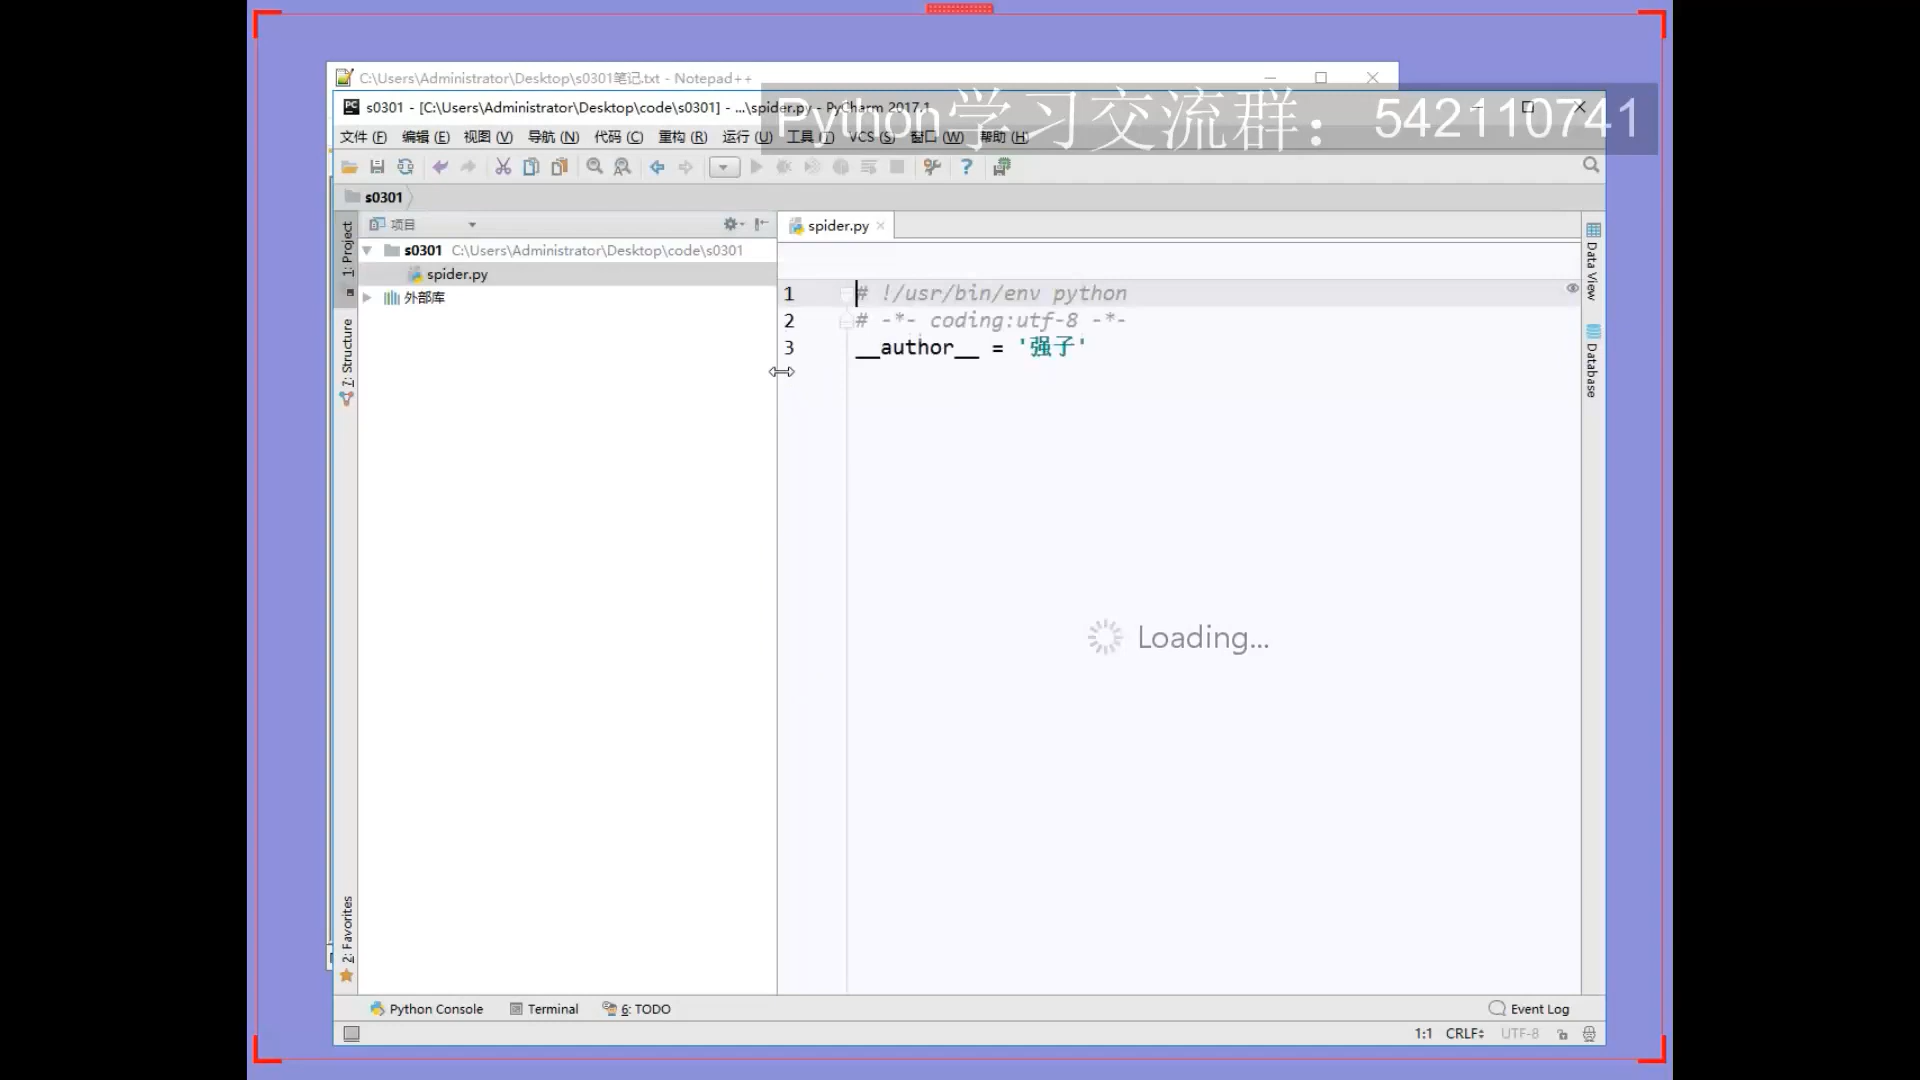 C:\Users\Administrator\Desktop\s0301笔记.txt - Notepad++
s0301 - [C:\Users\Administrator\Desktop\code\s0301] - ...\spider.py - PyCharm 2017.1
Python学习交流群：542110741
文件 (F) 编辑 (E) 视图 (V) 导航 (N) 代码 (C) 重构 (R) 运行 (U) 工具 (T) VCS (S) 窗口 (W) 帮助 (H)
s0301
项目
spider.py
1: Project
s0301 C:\Users\Administrator\Desktop\code\s0301
spider.py
外部库
7: Structure
2: Favorites
1 # !/usr/bin/env python
2 # -*- coding:utf-8 -*-
3 __author__ = '强子'
Loading...
Data View
Database
Python Console Terminal 6: TODO Event Log
1:1 CRLF UTF-8